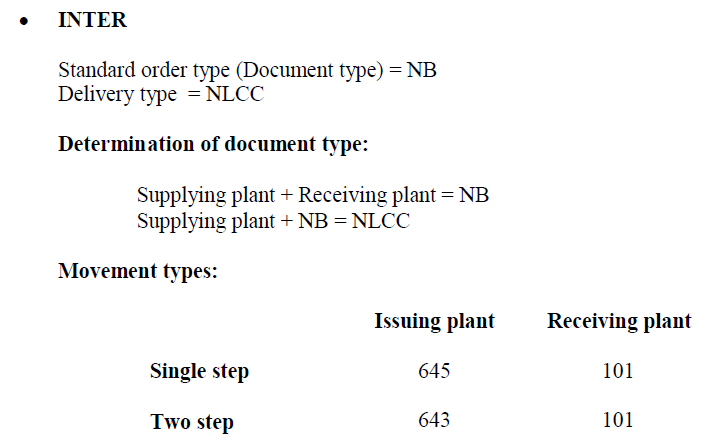 • INTER
Standard order type (Document type) = NB
Delivery type = NLCC
Determination of document type:
Supplying plant + Receiving plant = NB
Supplying plant + NB = NLCC
Movement types:
Issuing plant Receiving plant
Single step 645 101
Two step 643 101